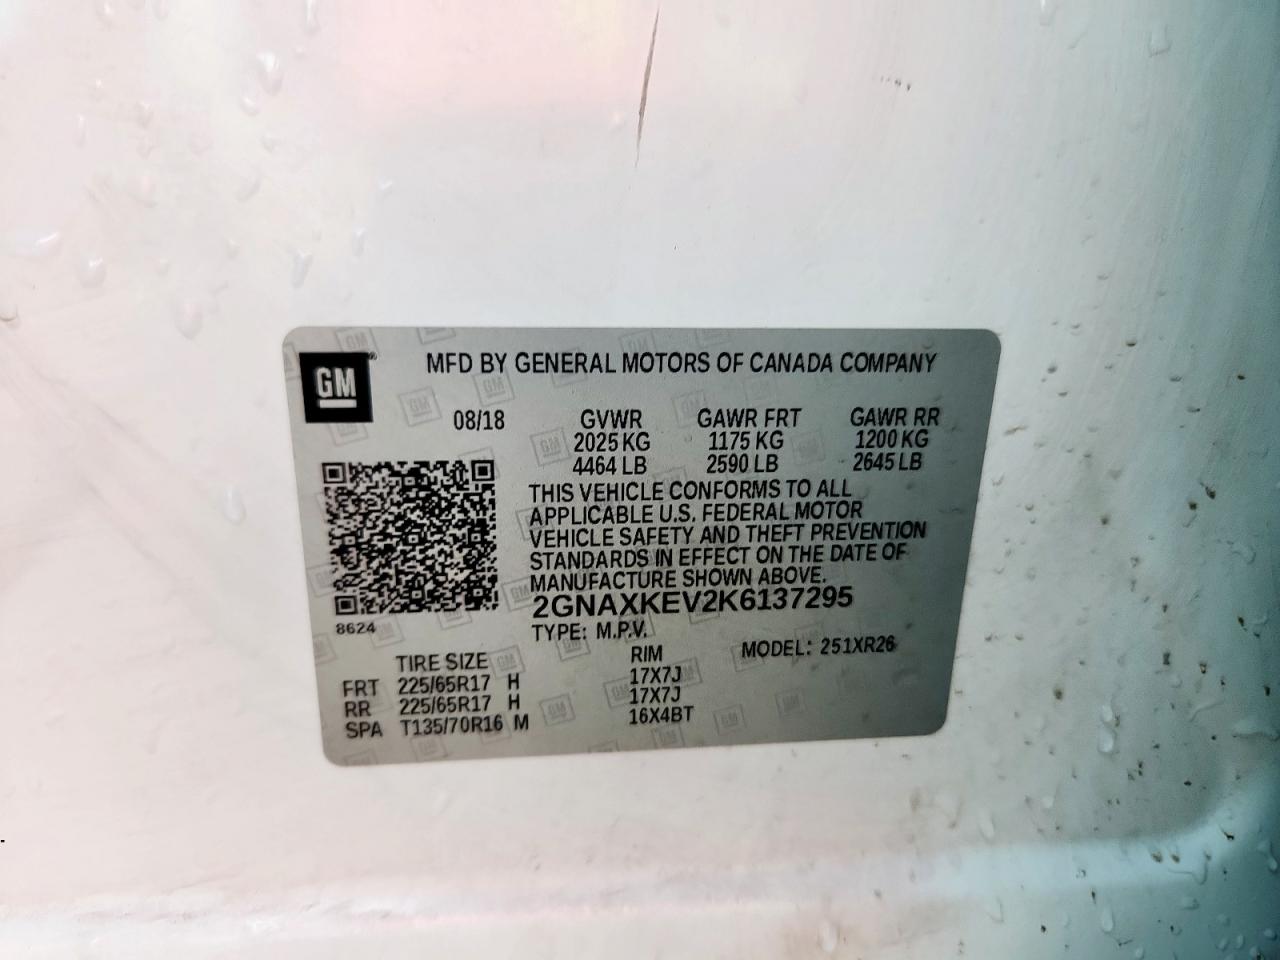 GM
MFD BY GENERAL MOTORS OF CANADA COMPANY
08/18 GVWR GAWR FRT GAWR RR
2025 KG 1175 KG 1200 KG
4464 LB 2590 LB 2645 LB
THIS VEHICLE CONFORMS TO ALL
APPLICABLE U.S. FEDERAL MOTOR
VEHICLE SAFETY AND THEFT PREVENTION
STANDARDS IN EFFECT ON THE DATE OF
MANUFACTURE SHOWN ABOVE.
2GNAXKEV2K6137295
8624
TYPE: M.P.V.
MODEL: 251XR26
TIRE SIZE RIM
FRT 225/65R17 H 17X7J
RR 225/65R17 H 17X7J
SPA T135/70R16 M 16X4BT